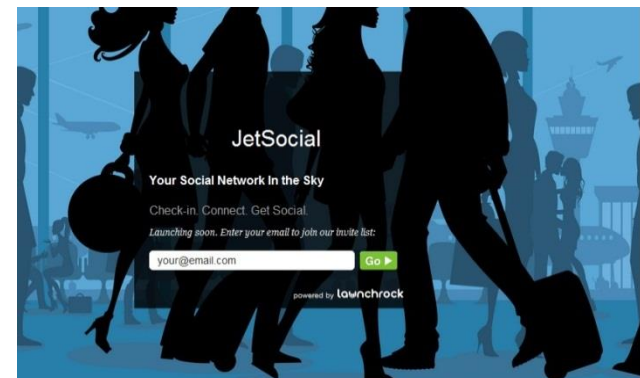 JetSocial
Your Social Network In the Sky
Check-in. Connect. Get Social.
Launching soon. Enter your email to join our invite list:
your@email.com Go
powered by launchrock